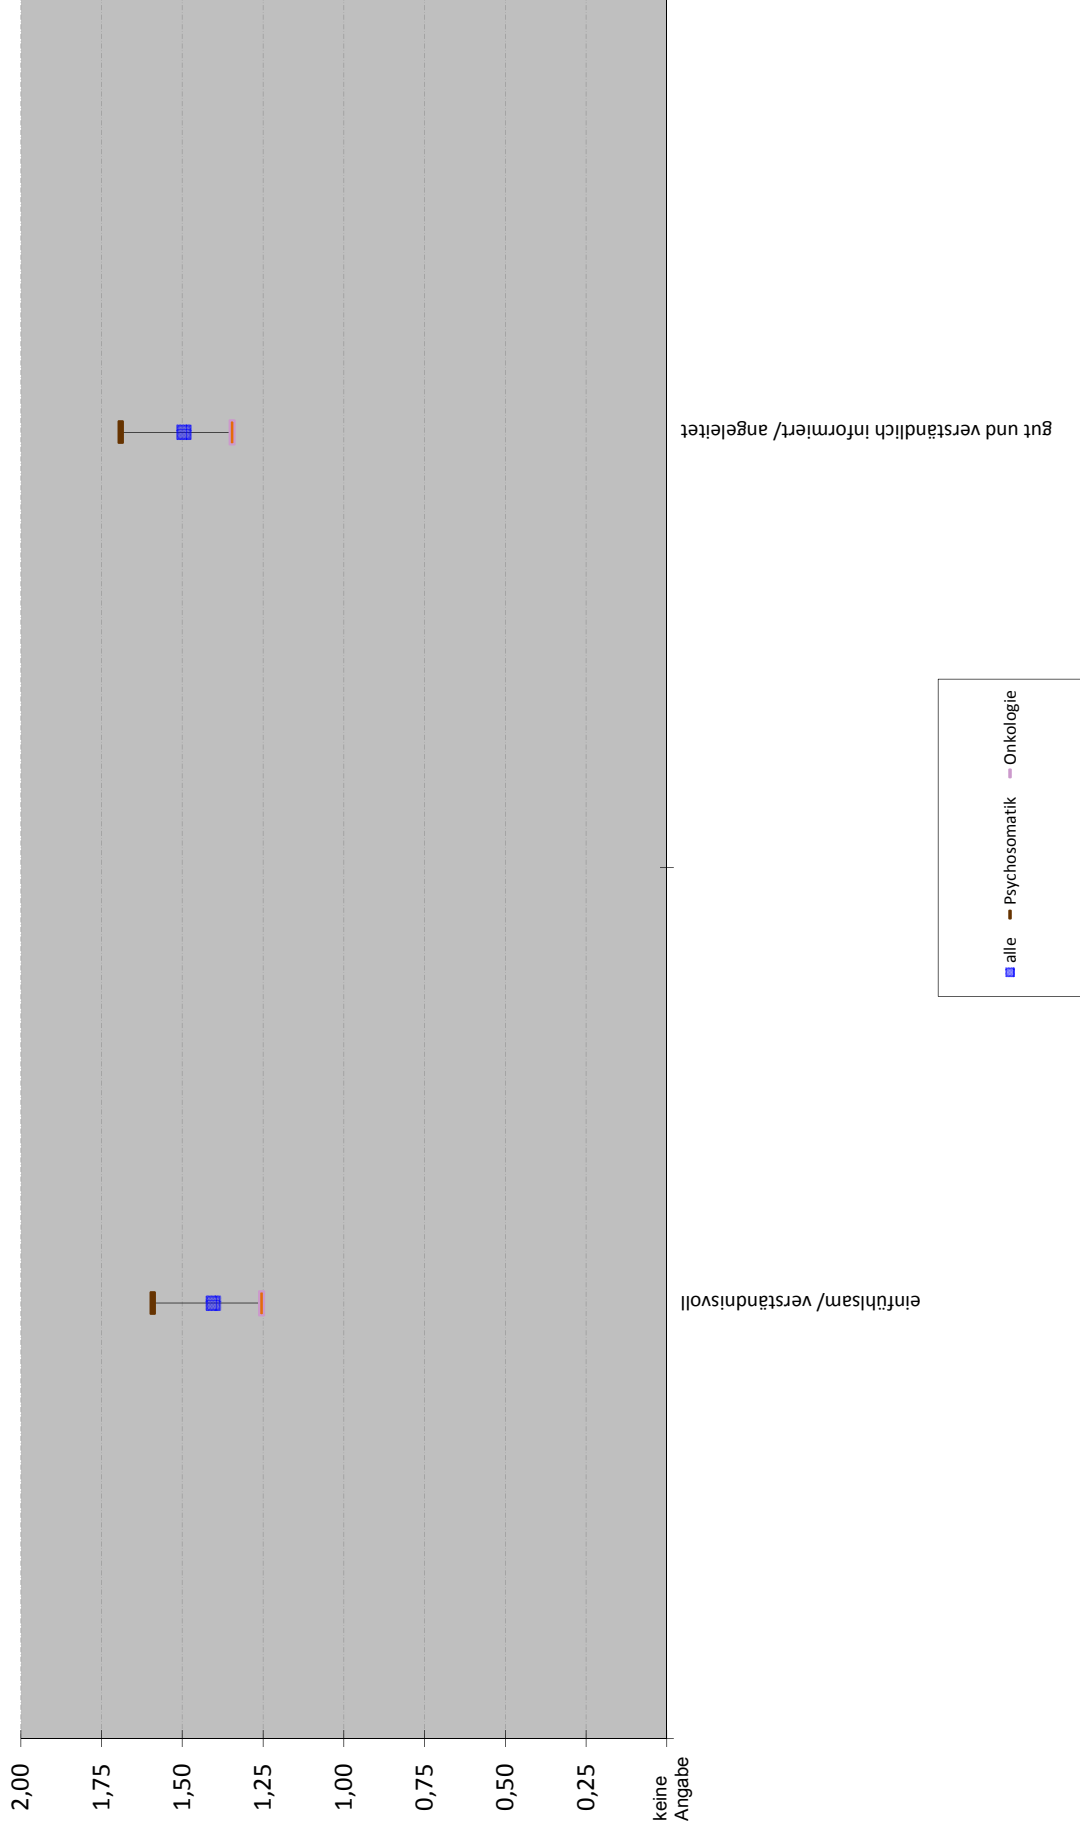 2,00
1,75
1,50
1,25
1,00
0,75
0,50
0,25
keine
Angabe
einfühlsam/ verständnisvoll
gut und verständlich informiert/ angeleitet
alle
Psychosomatik
Onkologie